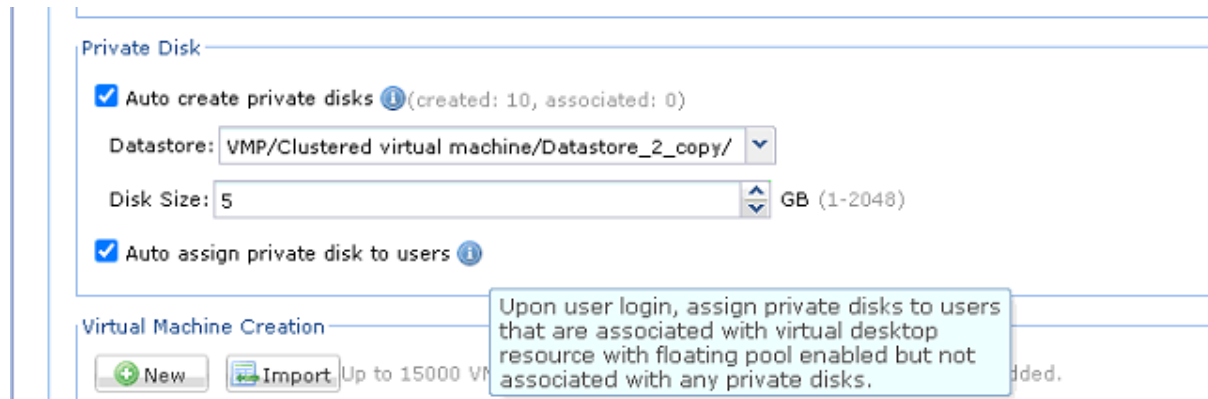 Private Disk
Auto create private disks (created: 10, associated: 0)
Datastore: VMP/Clustered virtual machine/Datastore_2_copy/
Disk Size: 5 GB (1-2048)
Auto assign private disk to users
Upon user login, assign private disks to users
that are associated with virtual desktop
resource with floating pool enabled but not
associated with any private disks.
Virtual Machine Creation
New Import Up to 15000